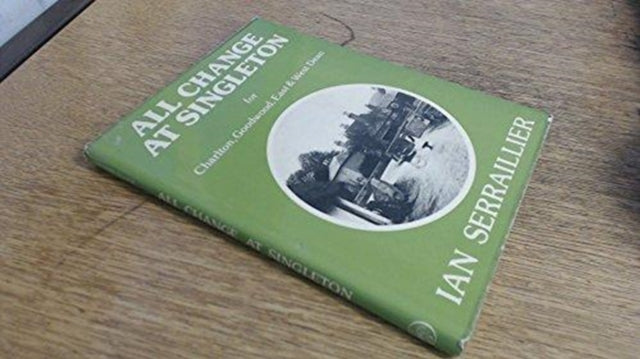 ALL CHANGE
AT SINGLETON
for
Charlton, Goodwood, East & West Dean
IAN SERRAILLIER
ALL CHANGE AT SINGLETON